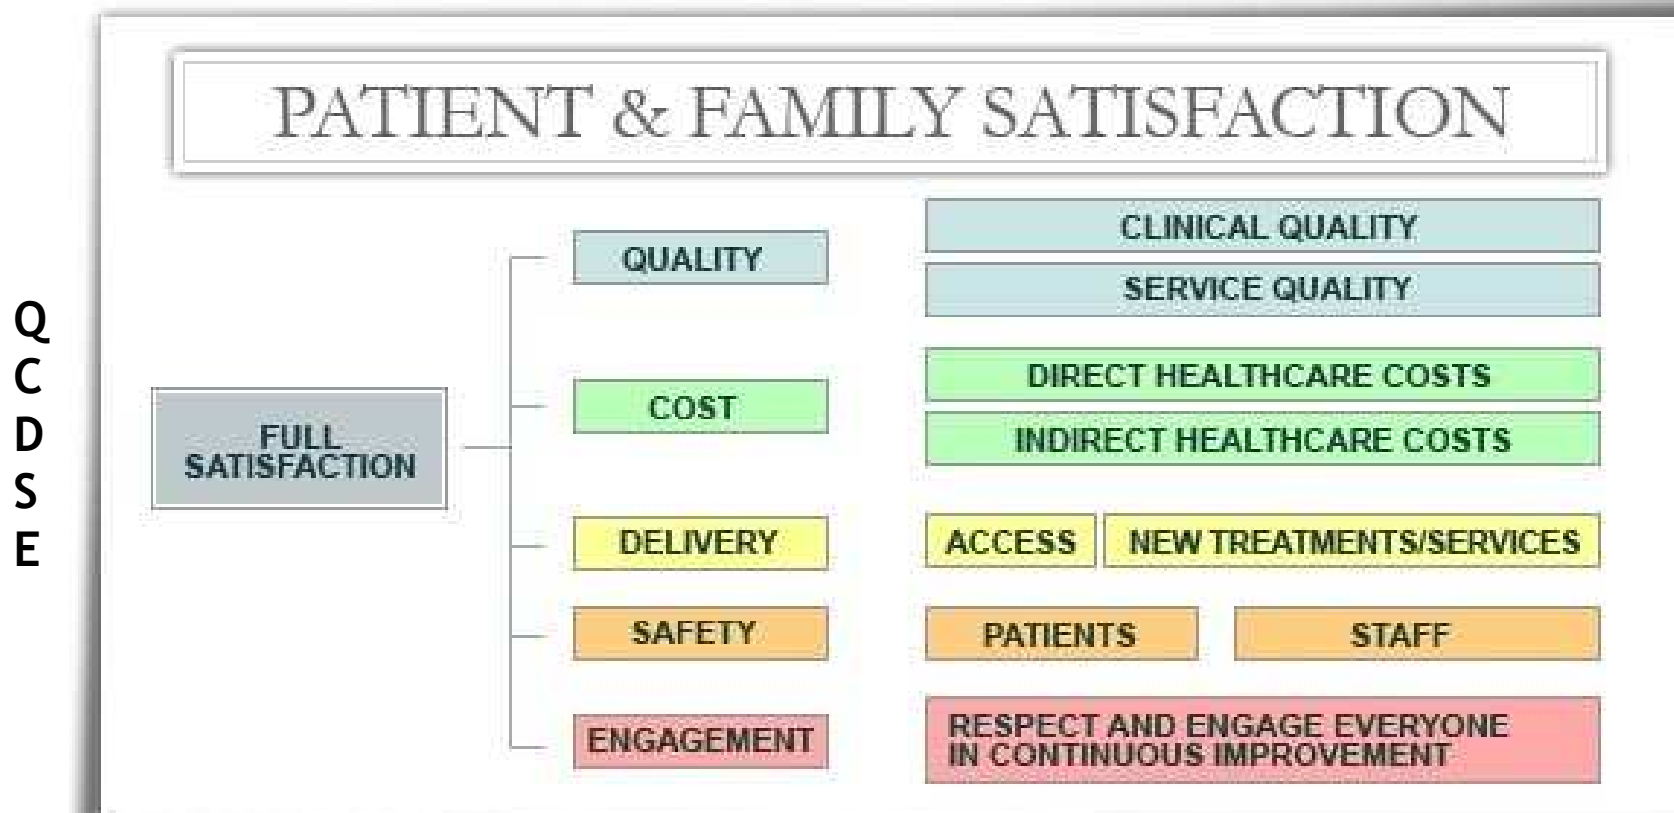 PATIENT & FAMILY SATISFACTION
Q
C
D
S
E
FULL
SATISFACTION
QUALITY
CLINICAL QUALITY
SERVICE QUALITY
COST
DIRECT HEALTHCARE COSTS
INDIRECT HEALTHCARE COSTS
DELIVERY
ACCESS
NEW TREATMENTS/SERVICES
SAFETY
PATIENTS
STAFF
ENGAGEMENT
RESPECT AND ENGAGE EVERYONE
IN CONTINUOUS IMPROVEMENT